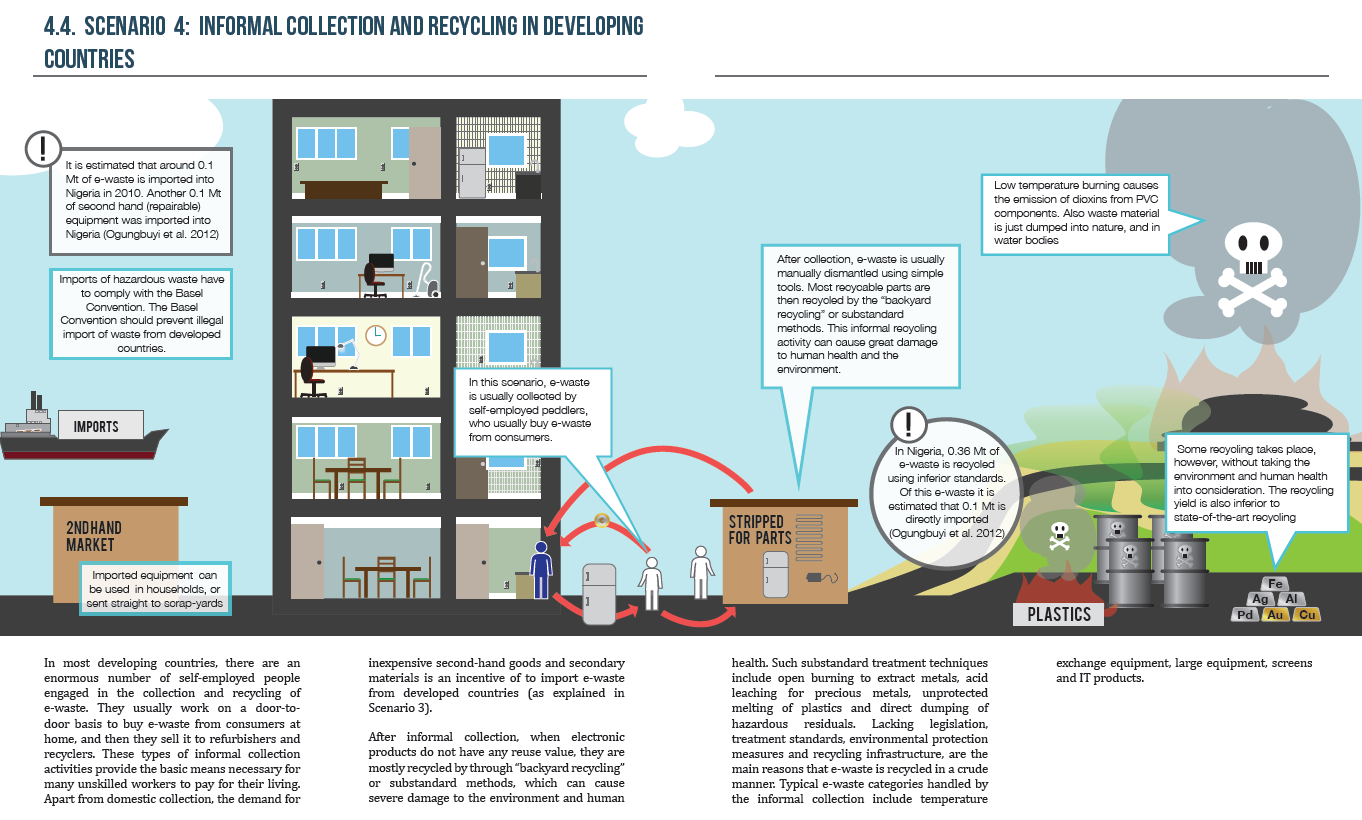 4.4. SCENARIO 4: INFORMAL COLLECTION AND RECYCLING IN DEVELOPING
COUNTRIES
!
It is estimated that around 0.1
Mt of e-waste is imported into
Nigeria in 2010. Another 0.1 Mt
of second hand (repairable)
equipment was imported into
Nigeria (Ogungbuyi et al. 2012)
Imports of hazardous waste have
to comply with the Basel
Convention. The Basel
Convention should prevent illegal
import of waste from developed
countries.
IMPORTS
2ND HAND
MARKET
Imported equipment can
be used in households, or
sent straight to scrap-yards
In this scenario, e-waste
is usually collected by
self-employed peddlers,
who usually buy e-waste
from consumers.
After collection, e-waste is usually
manually dismantled using simple
tools. Most recycable parts are
then recycled by the "backyard
recycling" or substandard
methods. This informal recycling
activity can cause great damage
to human health and the
environment.
STRIPPED
FOR PARTS
!
In Nigeria, 0.36 Mt of
e-waste is recycled
using inferior standards.
Of this e-waste it is
estimated that 0.1 Mt is
directly imported
(Ogungbuyi et al. 2012)
Low temperature burning causes
the emission of dioxins from PVC
components. Also waste material
is just dumped into nature, and in
water bodies
Some recycling takes place,
however, without taking the
environment and human health
into consideration. The recycling
yield is also inferior to
state-of-the-art recycling
PLASTICS
Fe
Ag Al
Pd Au Cu
In most developing countries, there are an
enormous number of self-employed people
engaged in the collection and recycling of
e-waste. They usually work on a door-to-
door basis to buy e-waste from consumers at
home, and then they sell it to refurbishers and
recyclers. These types of informal collection
activities provide the basic means necessary for
many unskilled workers to pay for their living.
Apart from domestic collection, the demand for
inexpensive second-hand goods and secondary
materials is an incentive of to import e-waste
from developed countries (as explained in
Scenario 3).
After informal collection, when electronic
products do not have any reuse value, they are
mostly recycled by through "backyard recycling"
or substandard methods, which can cause
severe damage to the environment and human
health. Such substandard treatment techniques
include open burning to extract metals, acid
leaching for precious metals, unprotected
melting of plastics and direct dumping of
hazardous residuals. Lacking legislation,
treatment standards, environmental protection
measures and recycling infrastructure, are the
main reasons that e-waste is recycled in a crude
manner. Typical e-waste categories handled by
the informal collection include temperature
exchange equipment, large equipment, screens
and IT products.